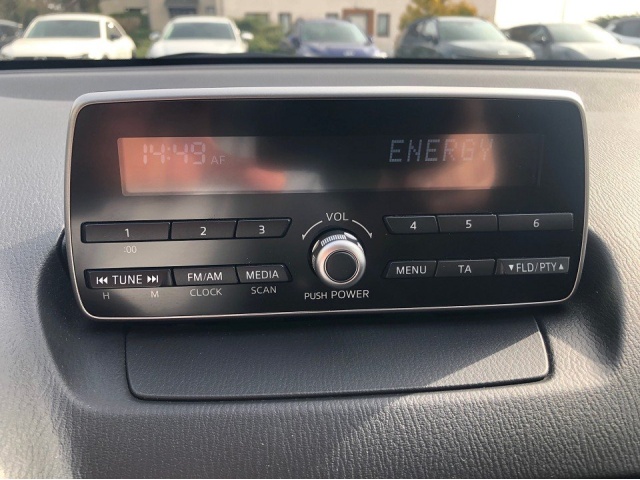 14:49 AF ENERGY
VOL
1 2 3 4 5 6
:00
⏮ TUNE ⏭ FM/AM MEDIA MENU TA ▼FLD/PTY▲
H M CLOCK SCAN PUSH POWER